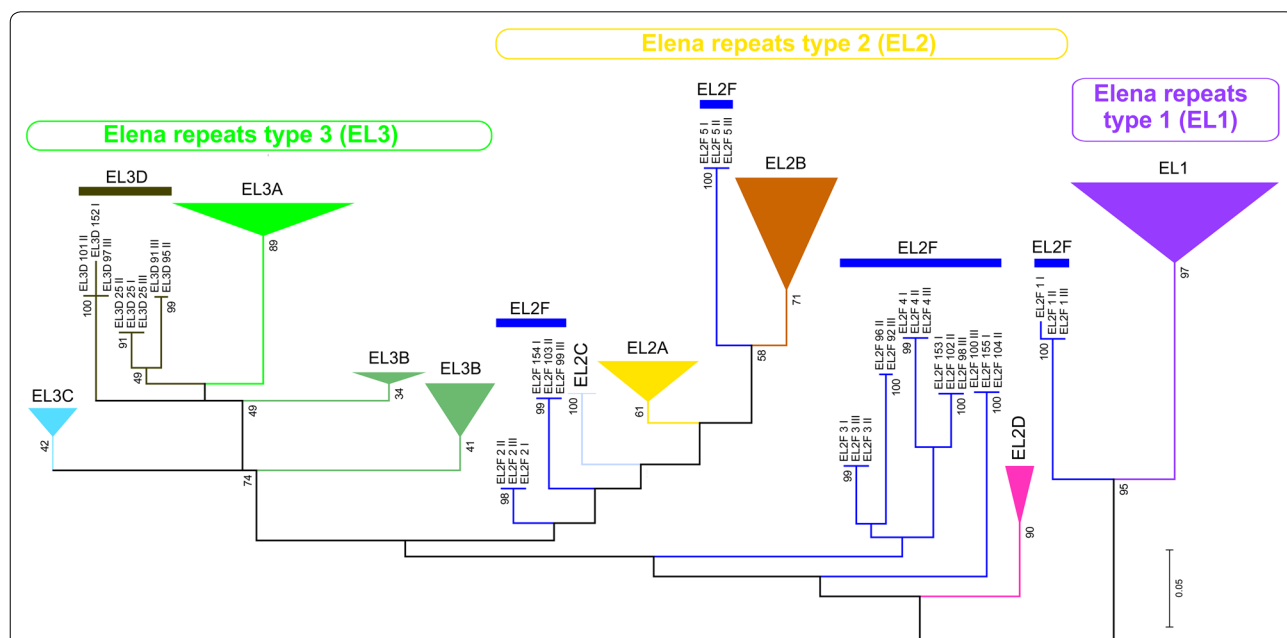 Elena repeats type 2 (EL2)
Elena repeats
type 1 (EL1)
Elena repeats type 3 (EL3)
EL2F
EL2F 5 I
EL2F 5 II
EL2F 5 III
100
EL2B
71
58
EL1
97
EL3D
EL3D 101 II
EL3D 152 I
EL3D 97 III
100
EL3D 25 II
EL3D 25 I
EL3D 25 III
91
EL3D 91 III
EL3D 95 II
99
49
EL3A
89
EL3B
34
49
EL3B
41
EL3C
42
74
EL2F
EL2F 154 I
EL2F 103 II
EL2F 99 III
99
EL2F 2 II
EL2F 2 III
EL2F 2 I
98
EL2C
100
EL2A
61
EL2F
EL2F 3 I
EL2F 3 III
EL2F 3 II
99
EL2F 96 II
EL2F 92 III
100
EL2F 4 I
EL2F 4 II
EL2F 4 III
99
EL2F 153 I
EL2F 102 II
EL2F 98 III
100
EL2F 100 III
EL2F 155 I
EL2F 104 II
100
EL2D
90
EL2F
EL2F 1 I
EL2F 1 II
EL2F 1 III
100
95
0.05